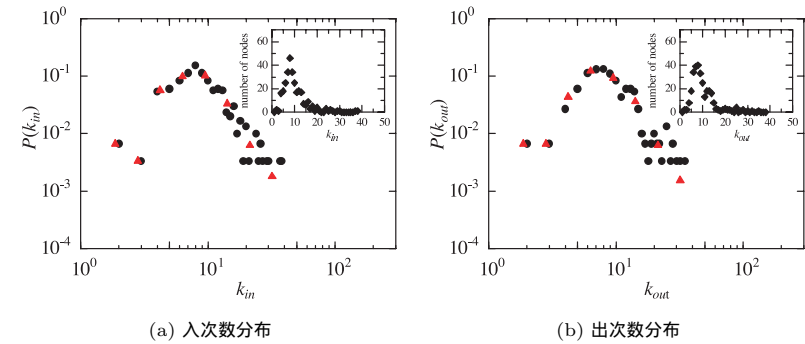 10^0
10^-1
10^-2
10^-3
10^-4
P(k_in)
10^0 10^1 10^2
k_in
number of nodes
60
40
20
0
0 10 20 30 40 50
k_in
(a) 入次数分布
10^0
10^-1
10^-2
10^-3
10^-4
P(k_out)
10^0 10^1 10^2
k_out
number of nodes
60
40
20
0
0 10 20 30 40 50
k_out
(b) 出次数分布